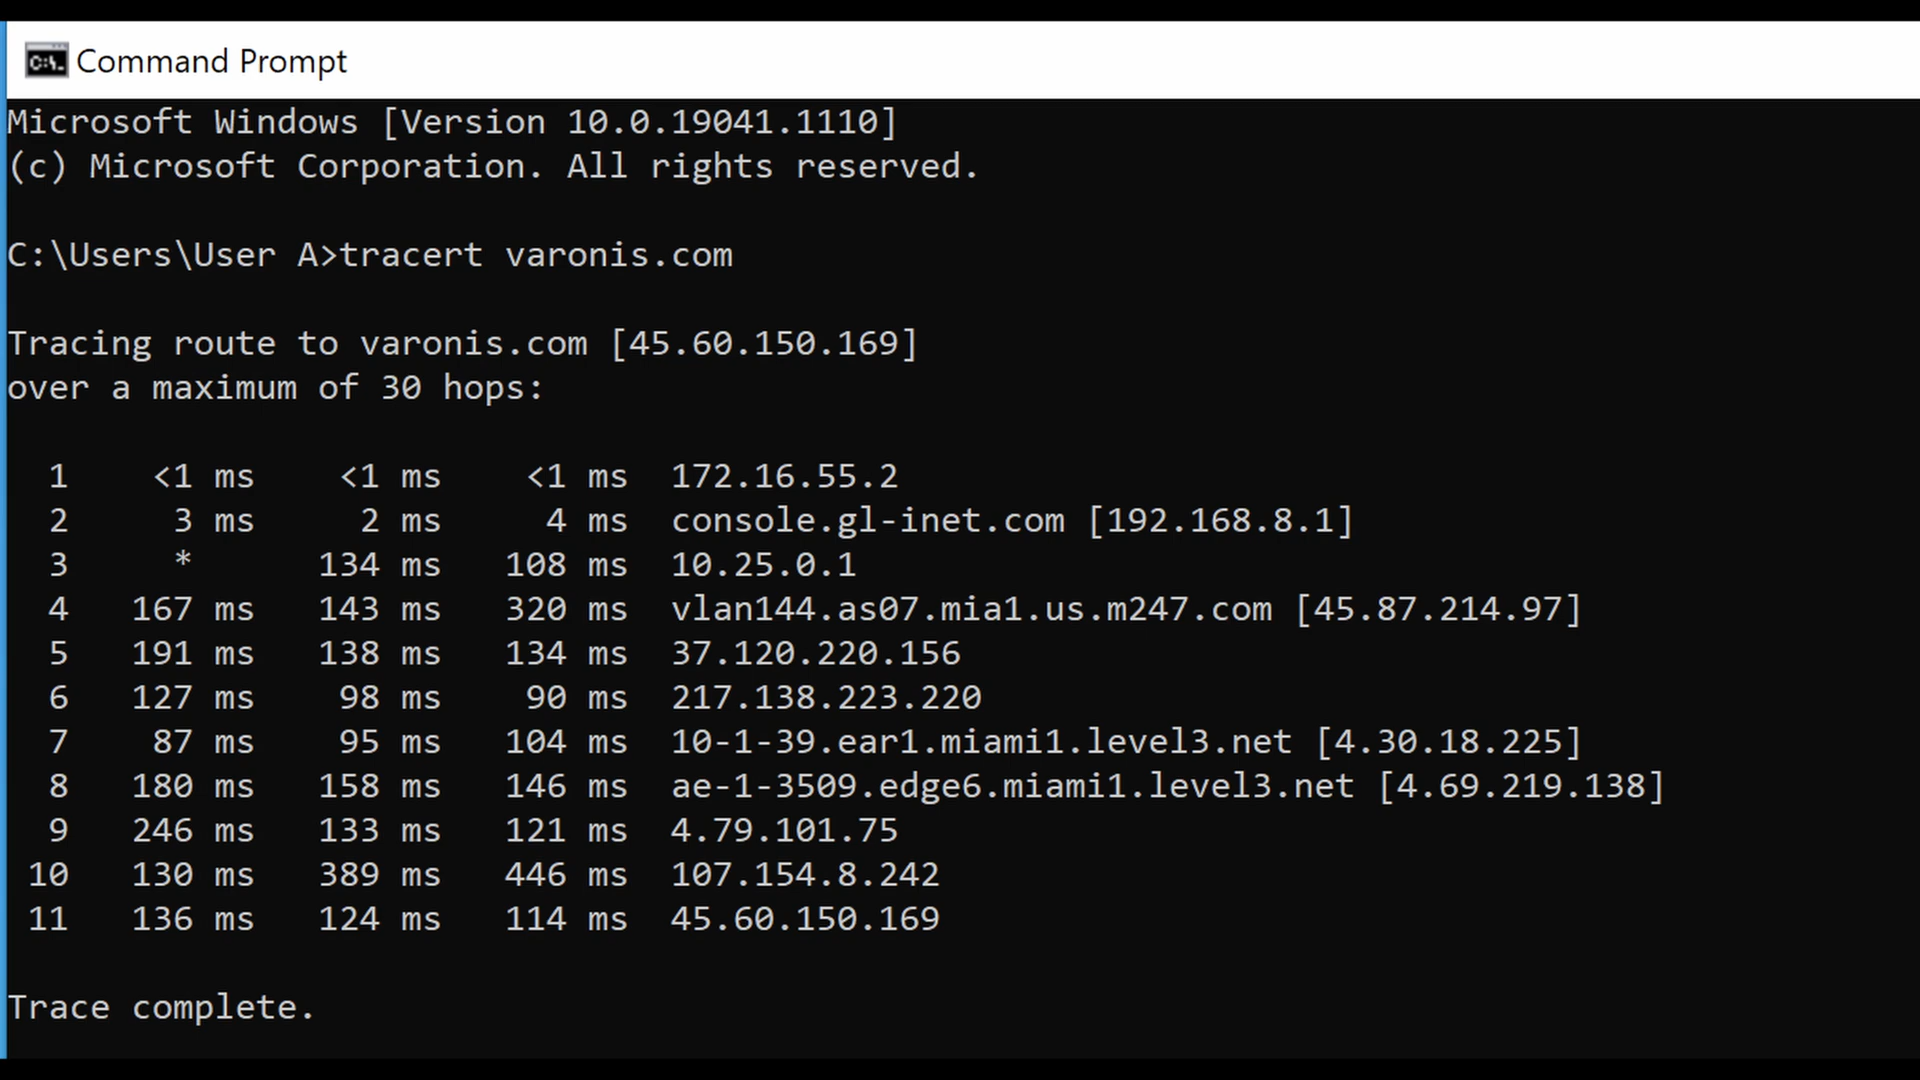 C:\.
Command Prompt
Microsoft Windows [Version 10.0.19041.1110]
(c) Microsoft Corporation. All rights reserved.
C:\Users\User A>tracert varonis.com
Tracing route to varonis.com [45.60.150.169]
over a maximum of 30 hops:
1 <1 ms <1 ms <1 ms 172.16.55.2
2 3 ms 2 ms 4 ms console.gl-inet.com [192.168.8.1]
3 * 134 ms 108 ms 10.25.0.1
4 167 ms 143 ms 320 ms vlan144.as07.mia1.us.m247.com [45.87.214.97]
5 191 ms 138 ms 134 ms 37.120.220.156
6 127 ms 98 ms 90 ms 217.138.223.220
7 87 ms 95 ms 104 ms 10-1-39.ear1.miami1.level3.net [4.30.18.225]
8 180 ms 158 ms 146 ms ae-1-3509.edge6.miami1.level3.net [4.69.219.138]
9 246 ms 133 ms 121 ms 4.79.101.75
10 130 ms 389 ms 446 ms 107.154.8.242
11 136 ms 124 ms 114 ms 45.60.150.169
Trace complete.